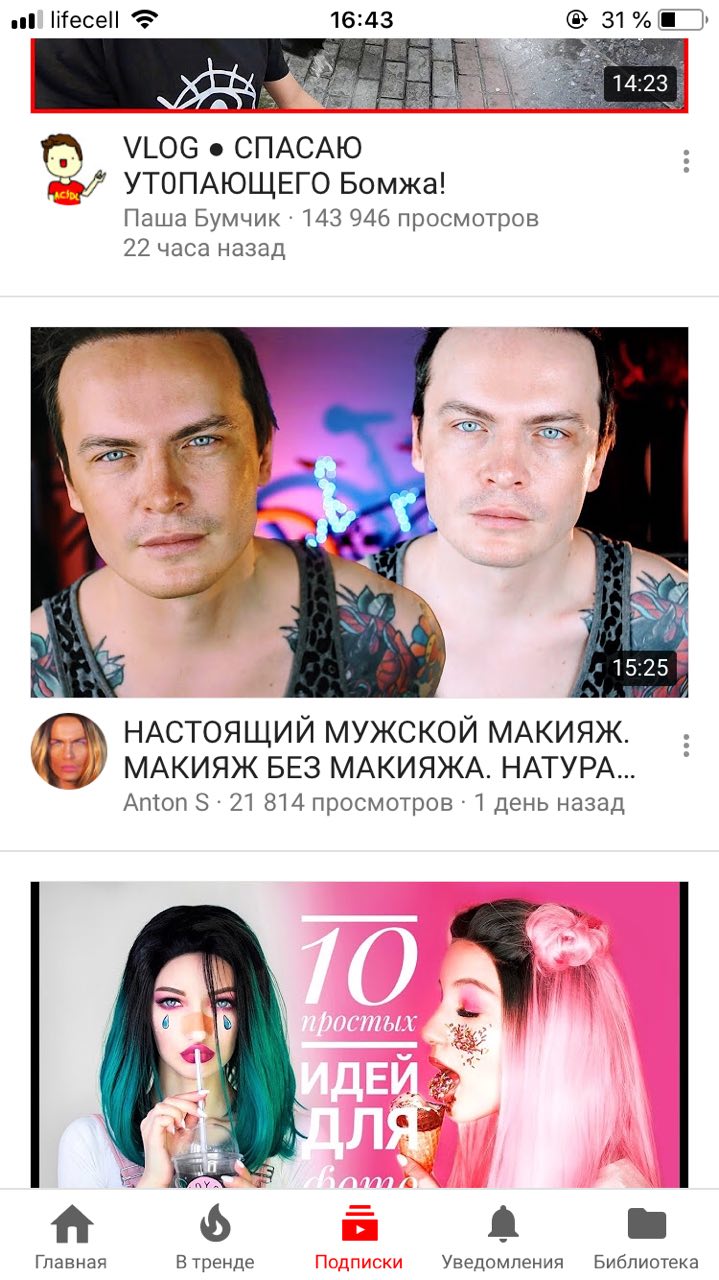 lifecell 16:43 31 %
14:23
VLOG ● СПАСАЮ
УТ0ПАЮЩЕГО Бомжа!
Паша Бумчик · 143 946 просмотров
22 часа назад
15:25
НАСТОЯЩИЙ МУЖСКОЙ МАКИЯЖ.
МАКИЯЖ БЕЗ МАКИЯЖА. НАТУРА...
Anton S · 21 814 просмотров · 1 день назад
10
простых
ИДЕЙ
ДЛЯ
фото
Главная В тренде Подписки Уведомления Библиотека